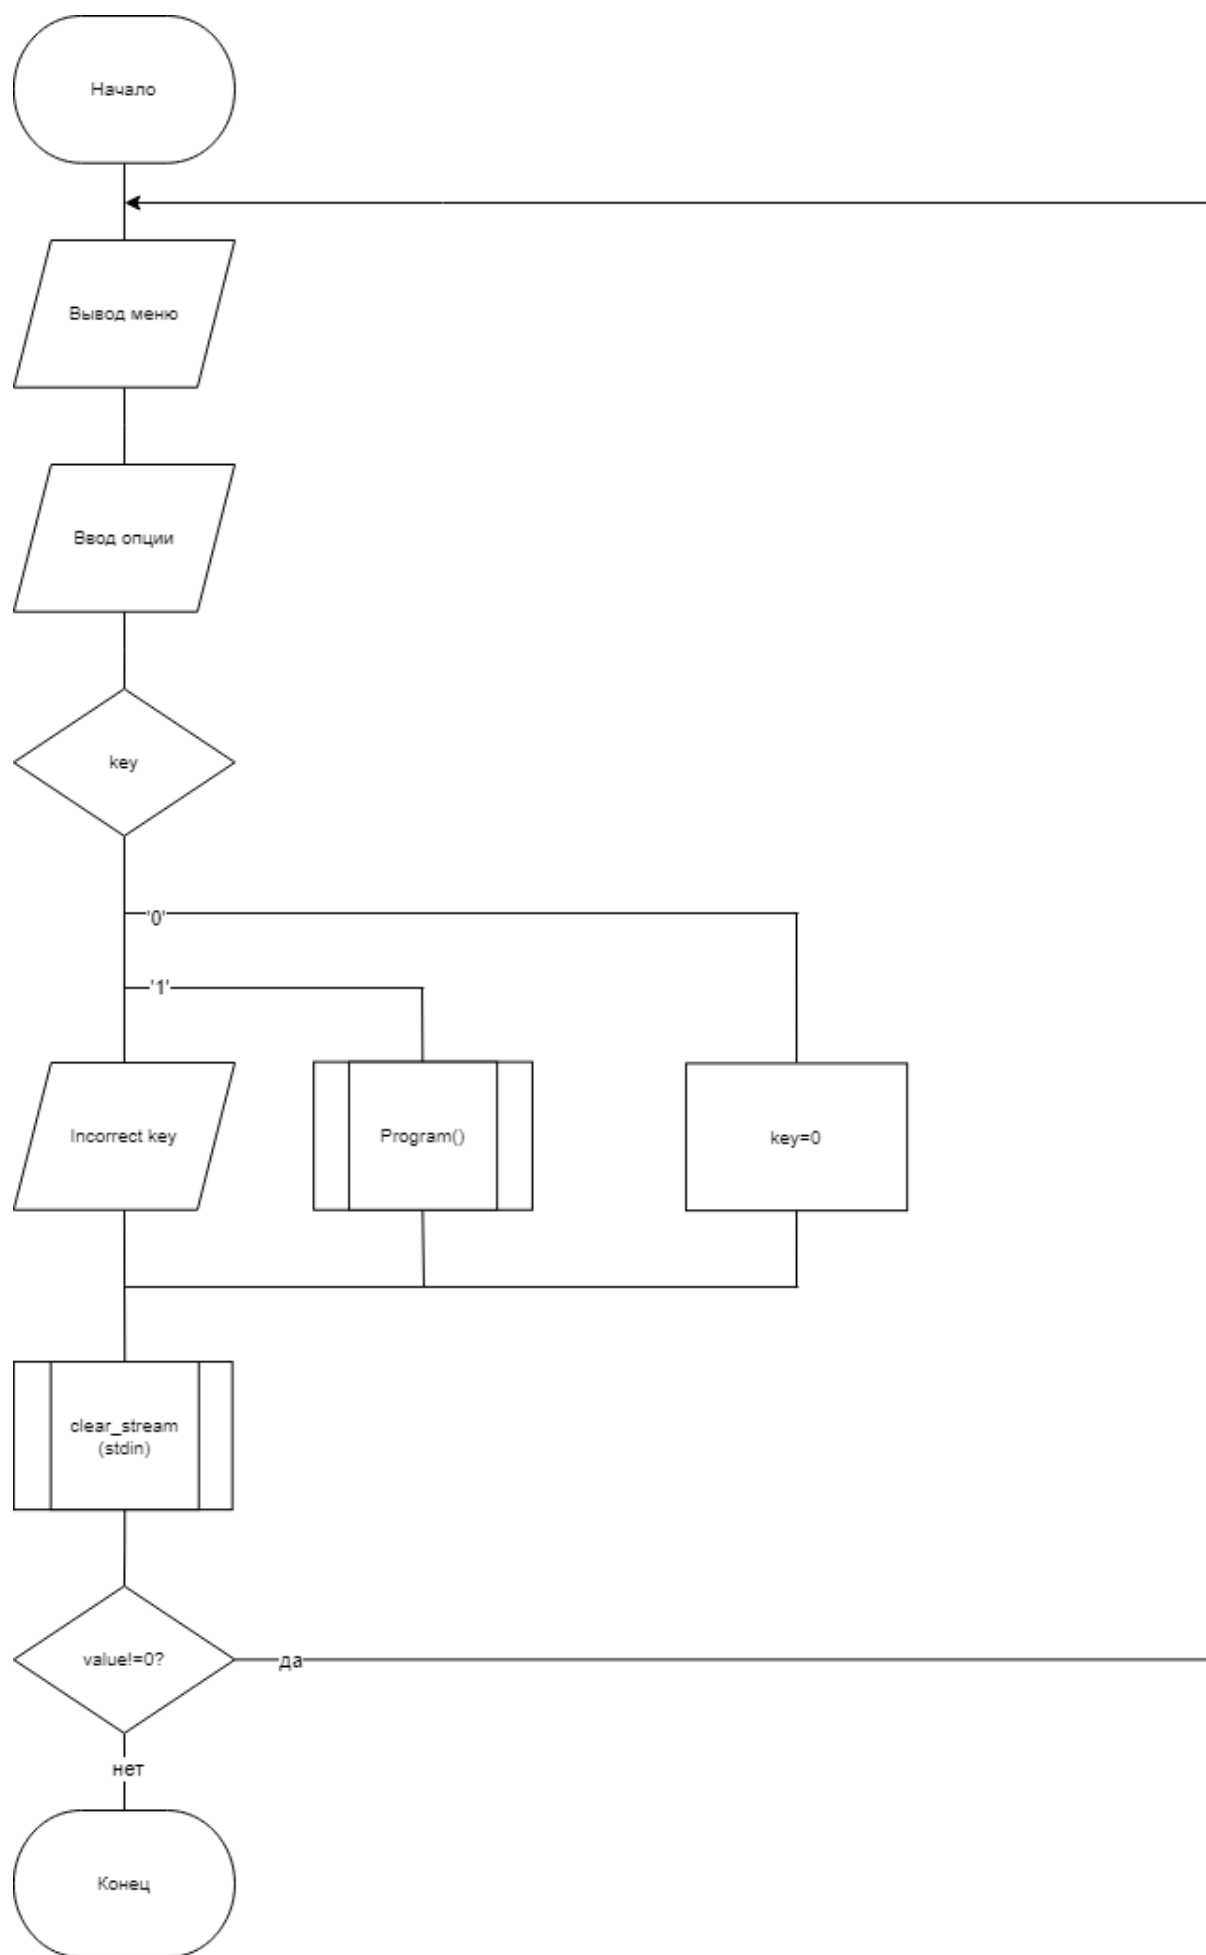 Начало
Вывод меню
Ввод опции
key
'0'
'1'
Incorrect key
Program()
key=0
clear_stream
(stdin)
value!=0?
да
нет
Конец